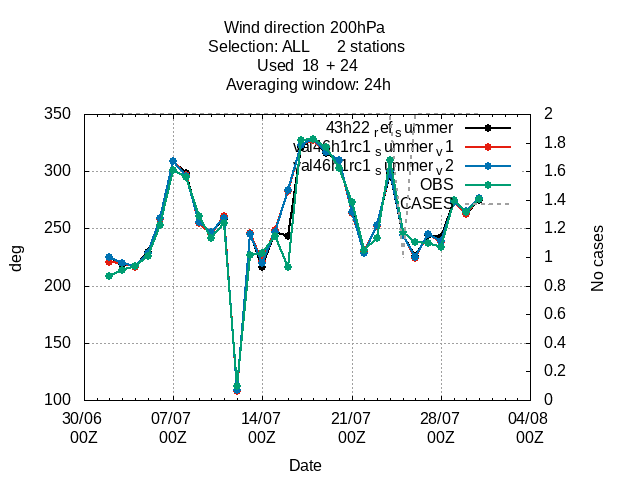 Wind direction 200hPa
Selection: ALL 2 stations
Used 18 + 24
Averaging window: 24h
350
300
250
200
150
100
2
1.8
1.6
1.4
1.2
1
0.8
0.6
0.4
0.2
0
43h22_ref_summer
val46h1rc1_summer_v1
val46h1rc1_summer_v2
OBS
CASES
deg
No cases
30/06 07/07 14/07 21/07 28/07 04/08
00Z 00Z 00Z 00Z 00Z 00Z
Date